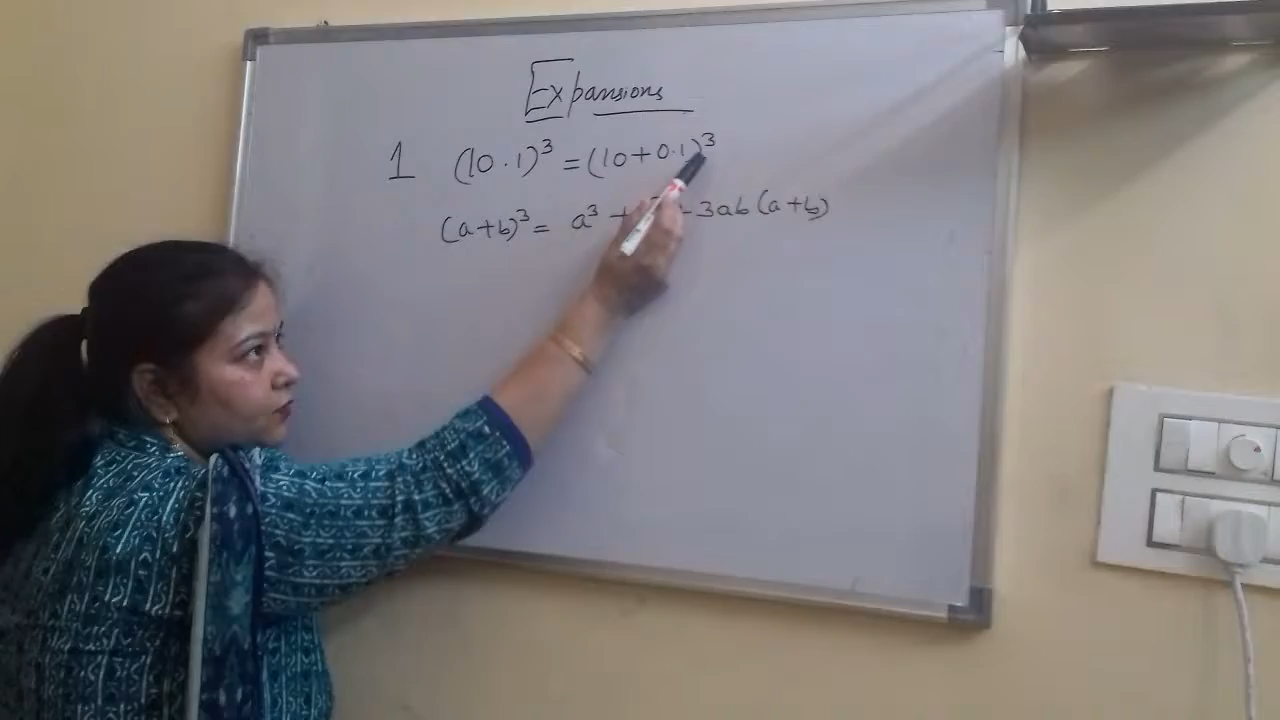 Expansions
1 (10.1)³ = (10+0.1)³
(a+b)³ = a³ + 3ab(a+b)